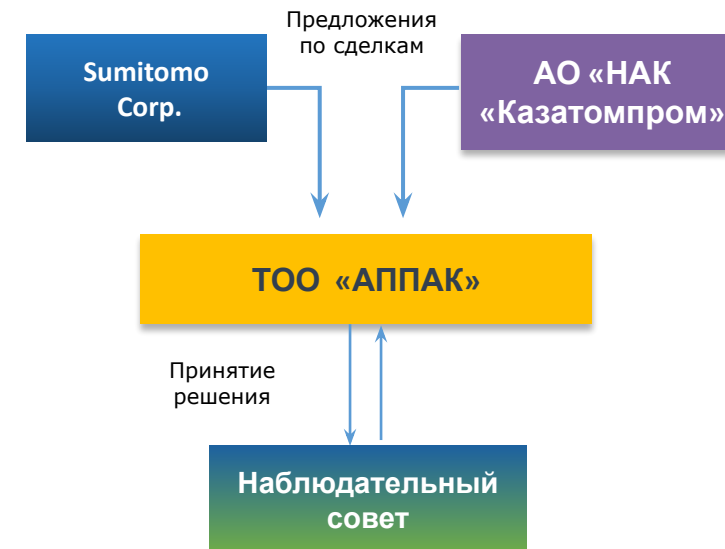 Предложения
по сделкам
Sumitomo
Corp.
АО «НАК
«Казатомпром»
ТОО «АППАК»
Принятие
решения
Наблюдательный
совет